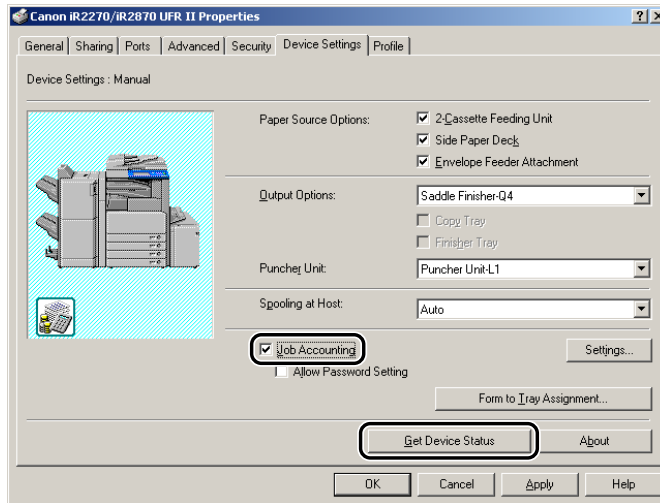 Canon iR2270/iR2870 UFR II Properties
General Sharing Ports Advanced Security Device Settings Profile
Device Settings : Manual
Paper Source Options: 2-Cassette Feeding Unit
Side Paper Deck
Envelope Feeder Attachment
Output Options: Saddle Finisher-Q4
Copy Tray
Finisher Tray
Puncher Unit: Puncher Unit-L1
Spooling at Host: Auto
Job Accounting Settings...
Allow Password Setting
Form to Tray Assignment...
Get Device Status About
OK Cancel Apply Help